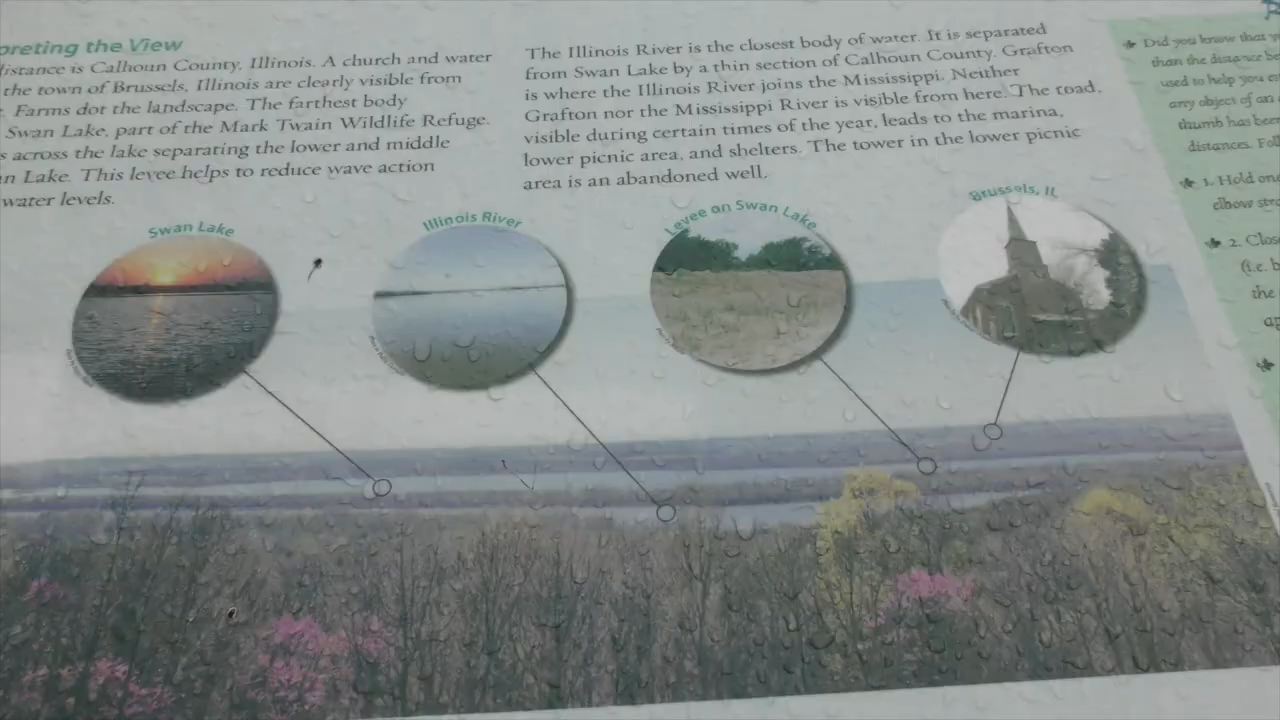 preting the View
distance is Calhoun County, Illinois. A church and water
the town of Brussels, Illinois are clearly visible from
Farms dot the landscape. The farthest body
Swan Lake, part of the Mark Twain Wildlife Refuge.
s across the lake separating the lower and middle
n Lake. This levee helps to reduce wave action
water levels.
The Illinois River is the closest body of water. It is separated
from Swan Lake by a thin section of Calhoun County. Grafton
is where the Illinois River joins the Mississippi. Neither
Grafton nor the Mississippi River is visible from here. The road,
visible during certain times of the year, leads to the marina,
lower picnic area, and shelters. The tower in the lower picnic
area is an abandoned well.
Swan Lake
Illinois River
Levee on Swan Lake
Brussels, IL
Did you know that y
than the distance be
used to help you es
any object of an
thumb has been
distances. Fol
1. Hold one
elbow stra
2. Close
(i.e. b
the
ap